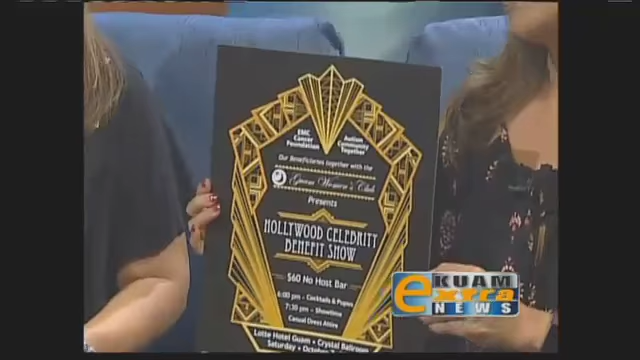 EMC
Cancer
Foundation
Autism
Community
Together
Our Beneficiaries together with the
Guam Women's Club
Presents
HOLLYWOOD CELEBRITY
BENEFIT SHOW
$60 No Host Bar
6:00 pm - Cocktails & Pupus
7:30 pm - Showtime
Casual Dress Attire
Lotte Hotel Guam • Crystal Ballroom
Saturday • October
KUAM
extra
NEWS